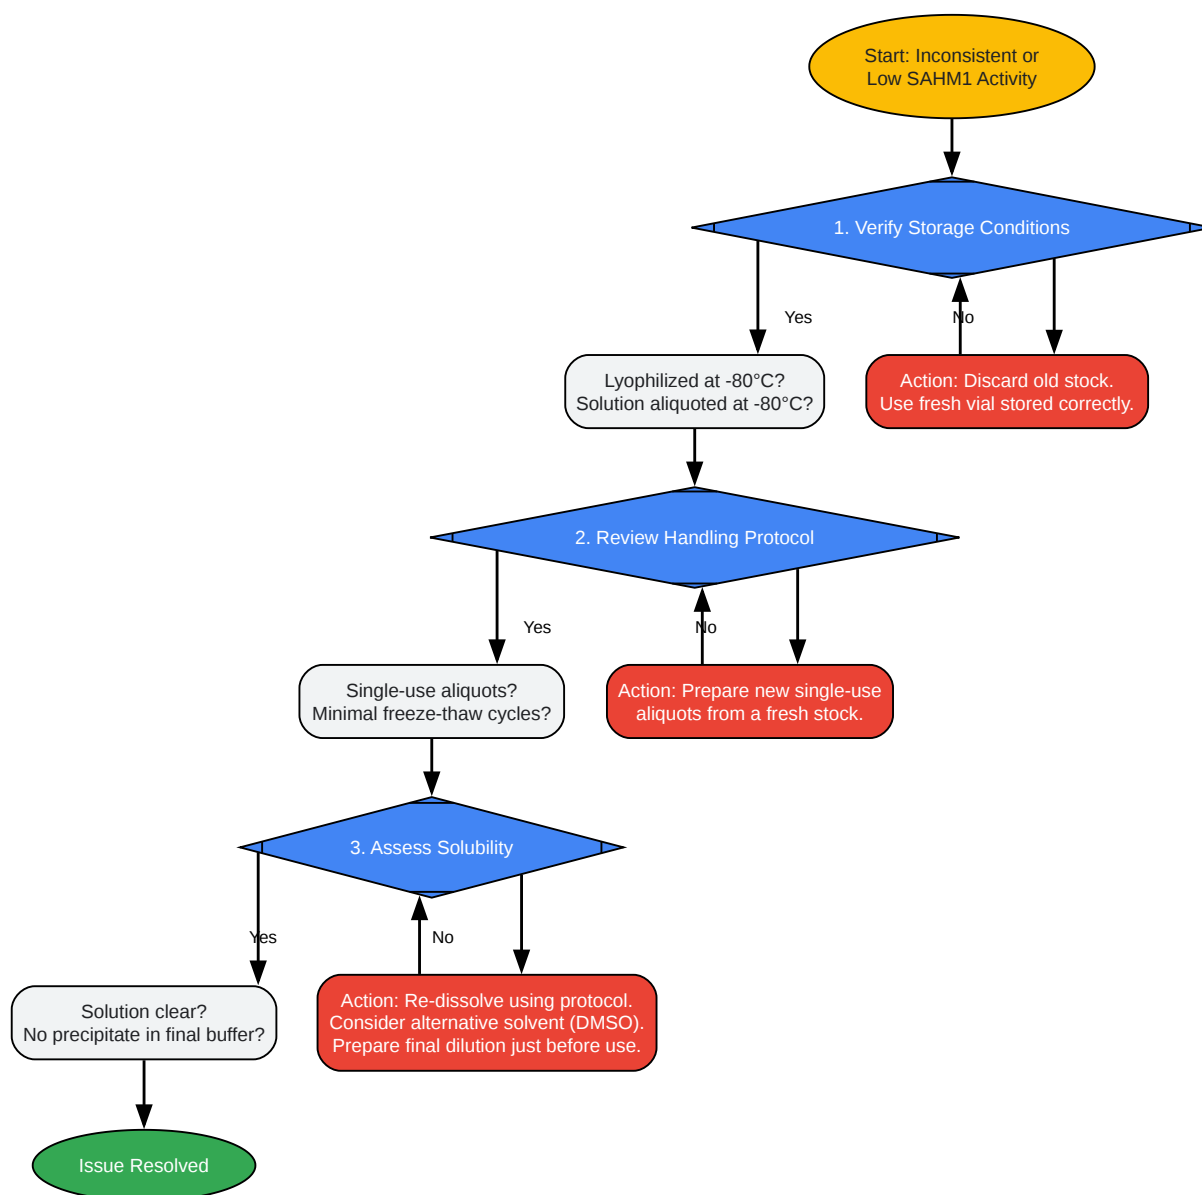 Start: Inconsistent or
Low SAHM1 Activity
1. Verify Storage Conditions
Yes
No
Lyophilized at -80°C?
Solution aliquoted at -80°C?
Action: Discard old stock.
Use fresh vial stored correctly.
2. Review Handling Protocol
Yes
No
Single-use aliquots?
Minimal freeze-thaw cycles?
Action: Prepare new single-use
aliquots from a fresh stock.
3. Assess Solubility
Yes
No
Solution clear?
No precipitate in final buffer?
Action: Re-dissolve using protocol.
Consider alternative solvent (DMSO).
Prepare final dilution just before use.
Issue Resolved